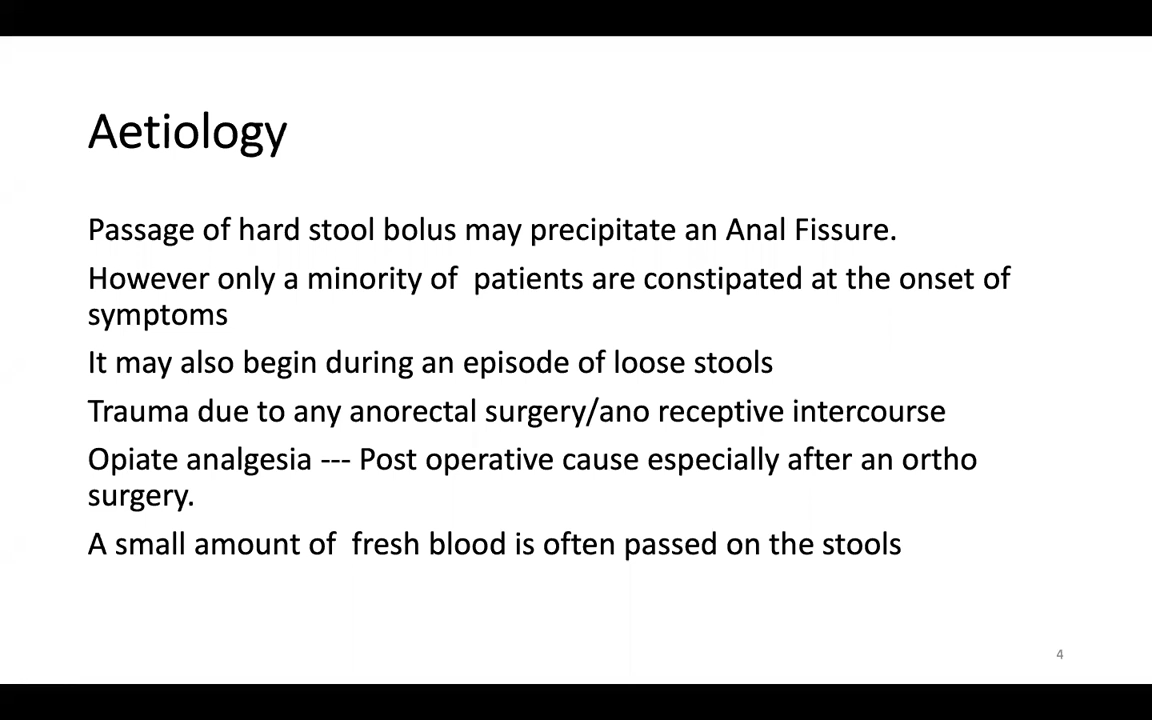 Aetiology
Passage of hard stool bolus may precipitate an Anal Fissure.
However only a minority of  patients are constipated at the onset of
symptoms
It may also begin during an episode of loose stools
Trauma due to any anorectal surgery/ano receptive intercourse
Opiate analgesia --- Post operative cause especially after an ortho
surgery.
A small amount of  fresh blood is often passed on the stools
4